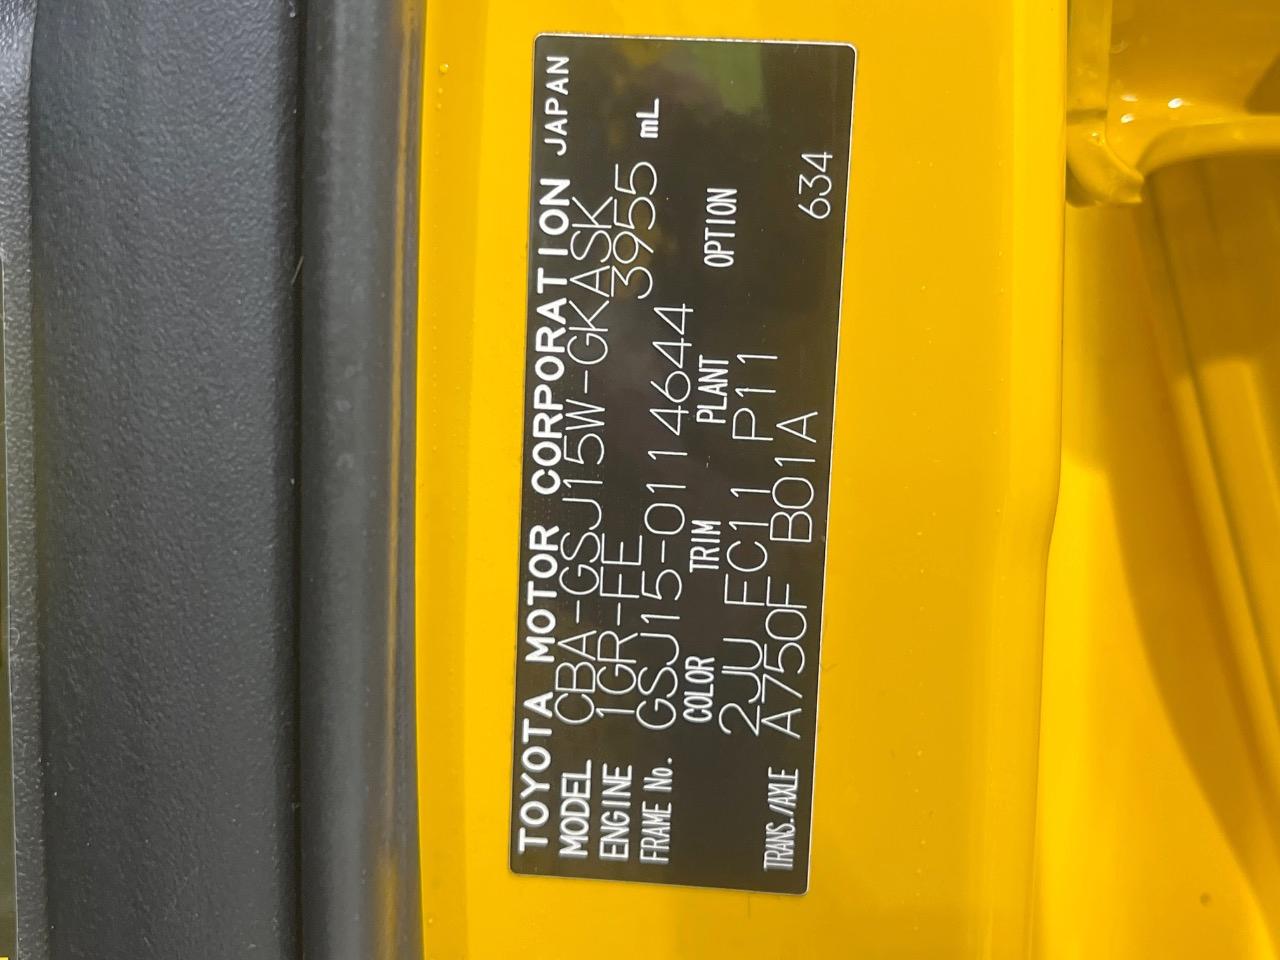 TOYOTA MOTOR CORPORATION JAPAN
MODEL CBA-GSJ15W-GKASK
ENGINE 1GR-FE 3955 mL
FRAME No. GSJ15-0114644
COLOR TRIM PLANT OPTION
2JU FC11 P11
TRANS./AXLE A750F B01A 634